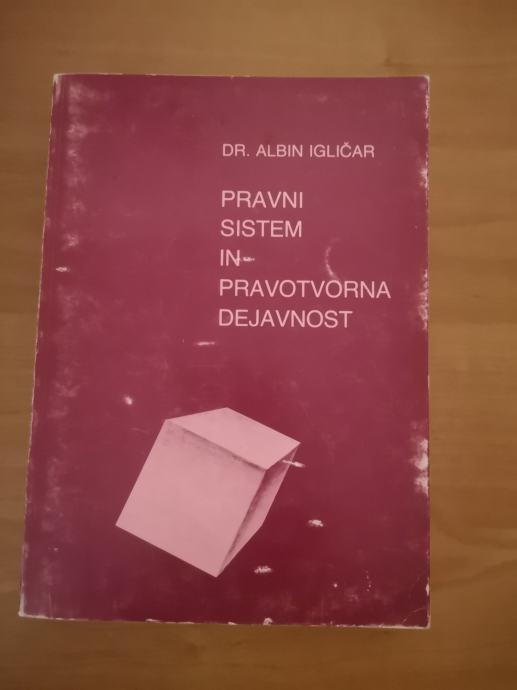 DR. ALBIN IGLIČAR
PRAVNI
SISTEM
IN
PRAVOTVORNA
DEJAVNOST